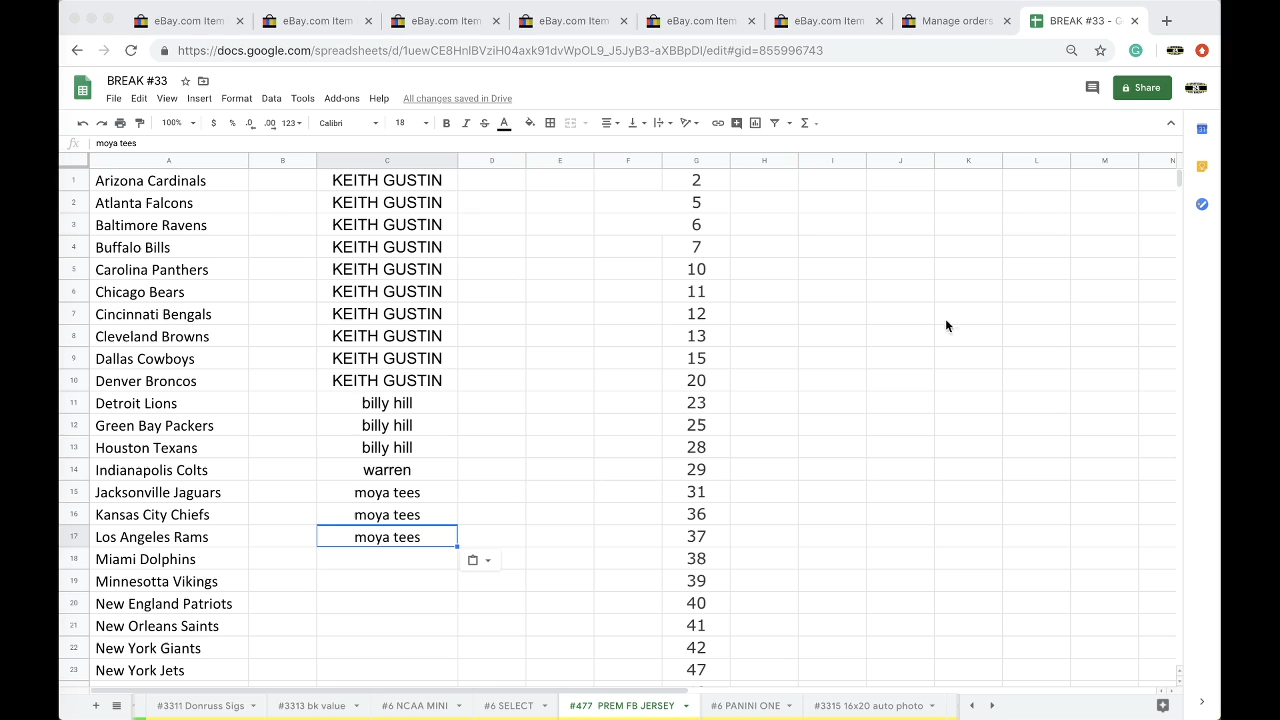 eBay.com Item eBay.com Item eBay.com Item eBay.com Item eBay.com Item eBay.com Item Manage orders BREAK #33 - G
https://docs.google.com/spreadsheets/d/1uewCE8HnIBVziH04axk91dvWpOL9_J5JyB3-aXBBpDI/edit#gid=855996743
BREAK #33
File Edit View Insert Format Data Tools Add-ons Help All changes saved in Drive
Share
100% $ % .0 .00 123 Calibri 18 B I S A
fx moya tees
A B C D E F G H I J K L M N
1 Arizona Cardinals KEITH GUSTIN 2
2 Atlanta Falcons KEITH GUSTIN 5
3 Baltimore Ravens KEITH GUSTIN 6
4 Buffalo Bills KEITH GUSTIN 7
5 Carolina Panthers KEITH GUSTIN 10
6 Chicago Bears KEITH GUSTIN 11
7 Cincinnati Bengals KEITH GUSTIN 12
8 Cleveland Browns KEITH GUSTIN 13
9 Dallas Cowboys KEITH GUSTIN 15
10 Denver Broncos KEITH GUSTIN 20
11 Detroit Lions billy hill 23
12 Green Bay Packers billy hill 25
13 Houston Texans billy hill 28
14 Indianapolis Colts warren 29
15 Jacksonville Jaguars moya tees 31
16 Kansas City Chiefs moya tees 36
17 Los Angeles Rams moya tees 37
18 Miami Dolphins 38
19 Minnesota Vikings 39
20 New England Patriots 40
21 New Orleans Saints 41
22 New York Giants 42
23 New York Jets 47
#3311 Donruss Sigs #3313 bk value #6 NCAA MINI #6 SELECT #477 PREM FB JERSEY #6 PANINI ONE #3315 16x20 auto photo